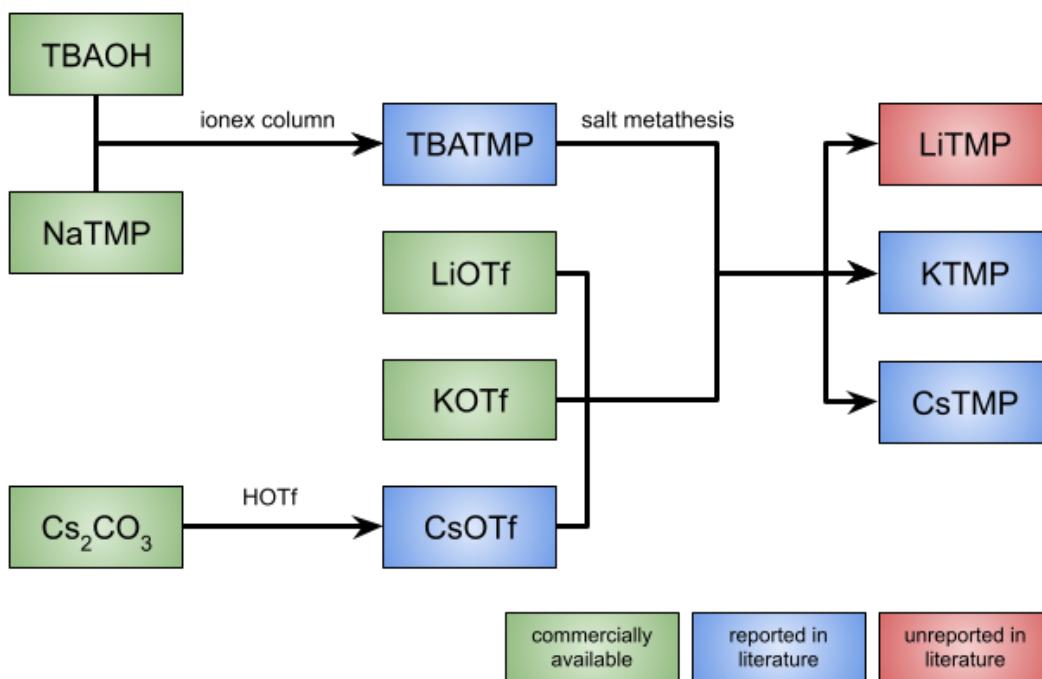 TBAOH
ionex column
TBATMP
salt metathesis
LiTMP
NaTMP
LiOTf
KTMP
KOTf
CsTMP
Cs₂CO₃
HOTf
CsOTf
commercially
available
reported in
literature
unreported in
literature